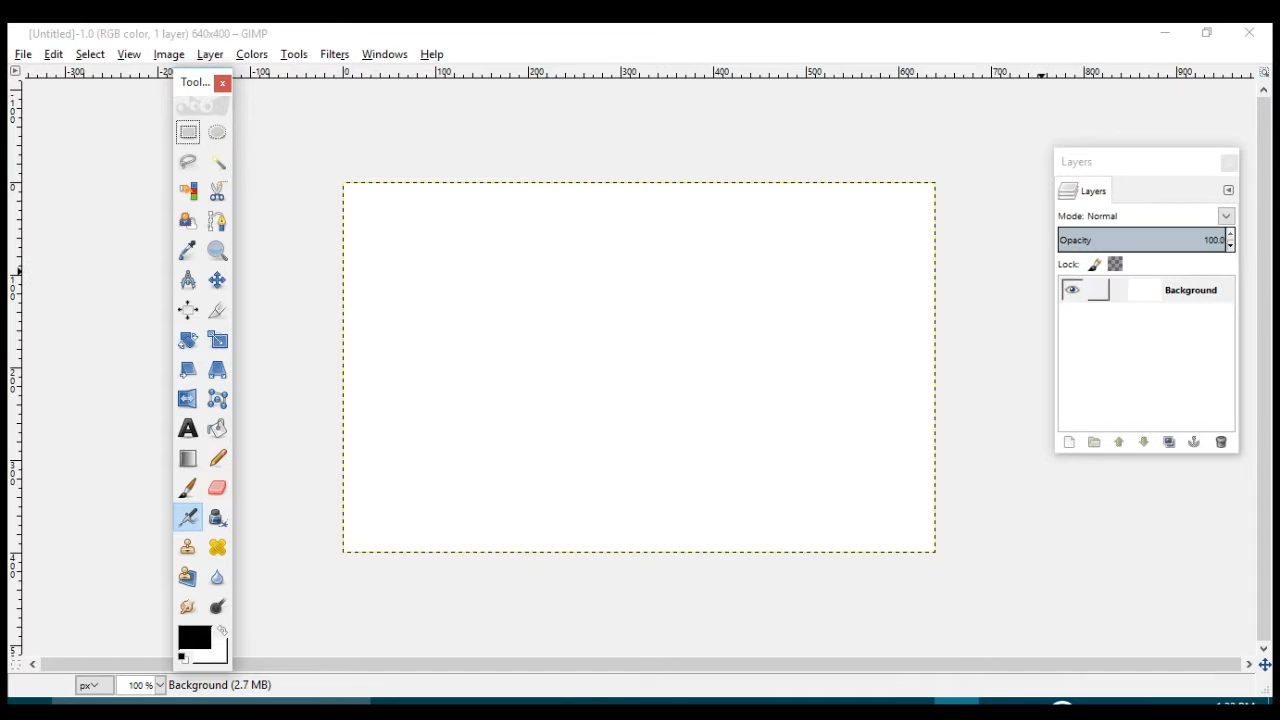 [Untitled]-1.0 (RGB color, 1 layer) 640x400 – GIMP
File Edit Select View Image Layer Colors Tools Filters Windows Help
-300 -100 0 100 200 300 400 500 600 700 800 900
Tool...
Layers
Layers
Mode: Normal
Opacity 100.0
Lock:
Background
px 100 % Background (2.7 MB)